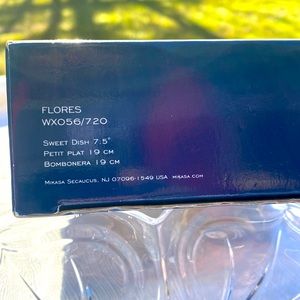 FLORES
WXO56/720
SWEET DISH 7.5"
PETIT PLAT 19 CM
BOMBONERA 19 CM
MIKASA SECAUCUS, NJ 07096-1549 USA MIKASA.COM